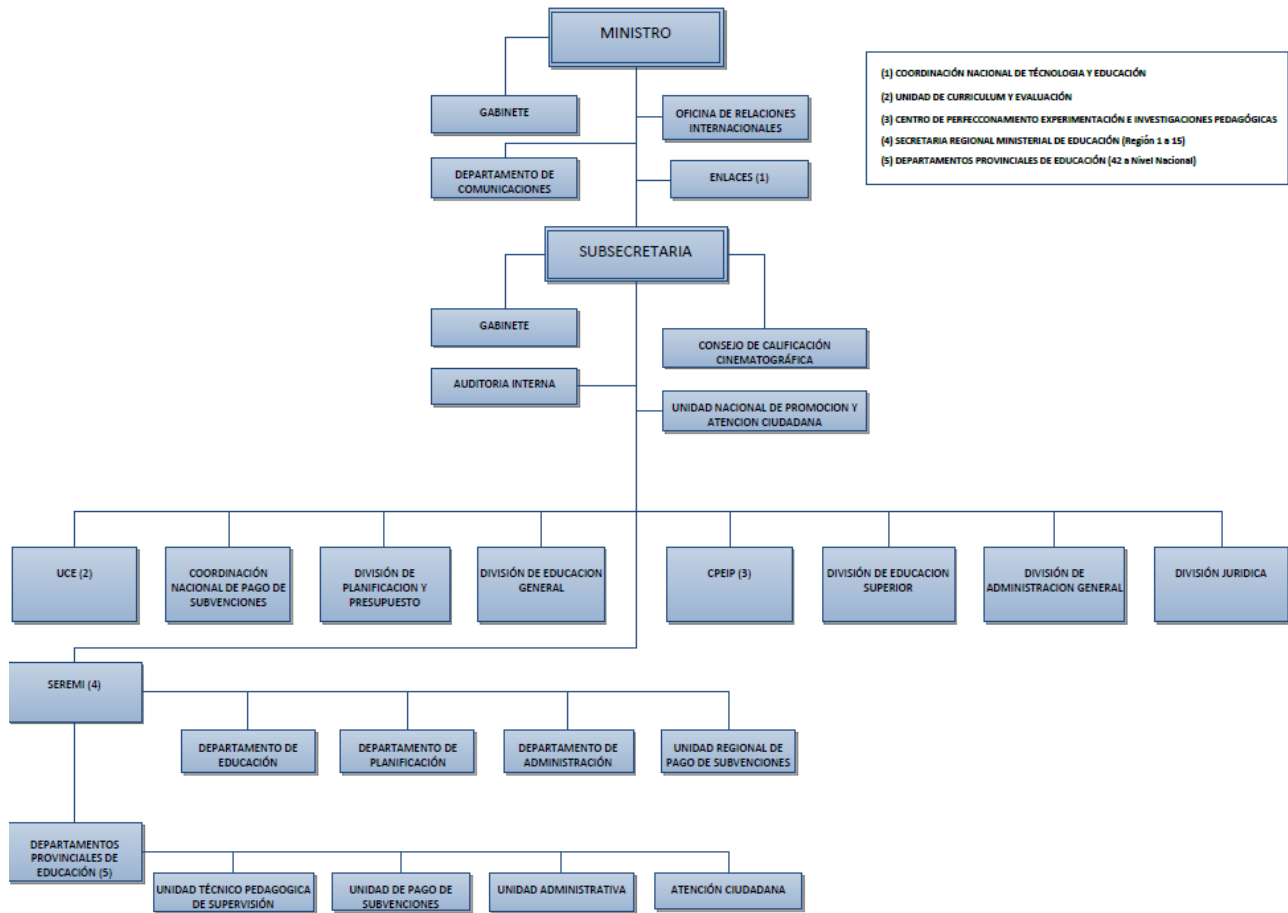 MINISTRO
GABINETE
OFICINA DE RELACIONES
INTERNACIONALES
DEPARTAMENTO DE
COMUNICACIONES
ENLACES (1)
(1) COORDINACIÓN NACIONAL DE TÉCNOLOGIA Y EDUCACIÓN
(2) UNIDAD DE CURRICULUM Y EVALUACIÓN
(3) CENTRO DE PERFECCONAMIENTO EXPERIMENTACIÓN E INVESTIGACIONES PEDAGÓGICAS
(4) SECRETARIA REGIONAL MINISTERIAL DE EDUCACIÓN (Región 1 a 15)
(5) DEPARTAMENTOS PROVINCIALES DE EDUCACIÓN (42 a Nivel Nacional)
SUBSECRETARIA
GABINETE
CONSEJO DE CALIFICACIÓN
CINEMATOGRÁFICA
AUDITORIA INTERNA
UNIDAD NACIONAL DE PROMOCION Y
ATENCION CIUDADANA
UCE (2)
COORDINACIÓN
NACIONAL DE PAGO DE
SUBVENCIONES
DIVISIÓN DE
PLANIFICACION Y
PRESUPUESTO
DIVISIÓN DE EDUCACION
GENERAL
CPEIP (3)
DIVISIÓN DE EDUCACION
SUPERIOR
DIVISIÓN DE
ADMINISTRACION GENERAL
DIVISIÓN JURIDICA
SEREMI (4)
DEPARTAMENTO DE
EDUCACIÓN
DEPARTAMENTO DE
PLANIFICACIÓN
DEPARTAMENTO DE
ADMINISTRACIÓN
UNIDAD REGIONAL DE
PAGO DE SUBVENCIONES
DEPARTAMENTOS
PROVINCIALES DE
EDUCACIÓN (5)
UNIDAD TÉCNICO PEDAGOGICA
DE SUPERVISIÓN
UNIDAD DE PAGO DE
SUBVENCIONES
UNIDAD ADMINISTRATIVA
ATENCIÓN CIUDADANA